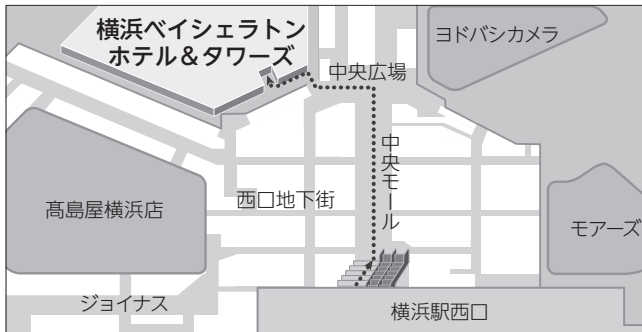 横浜ベイシェラトン
ホテル&タワーズ
ヨドバシカメラ
中央広場
中央モール
西口地下街
髙島屋横浜店
モアーズ
ジョイナス
横浜駅西口